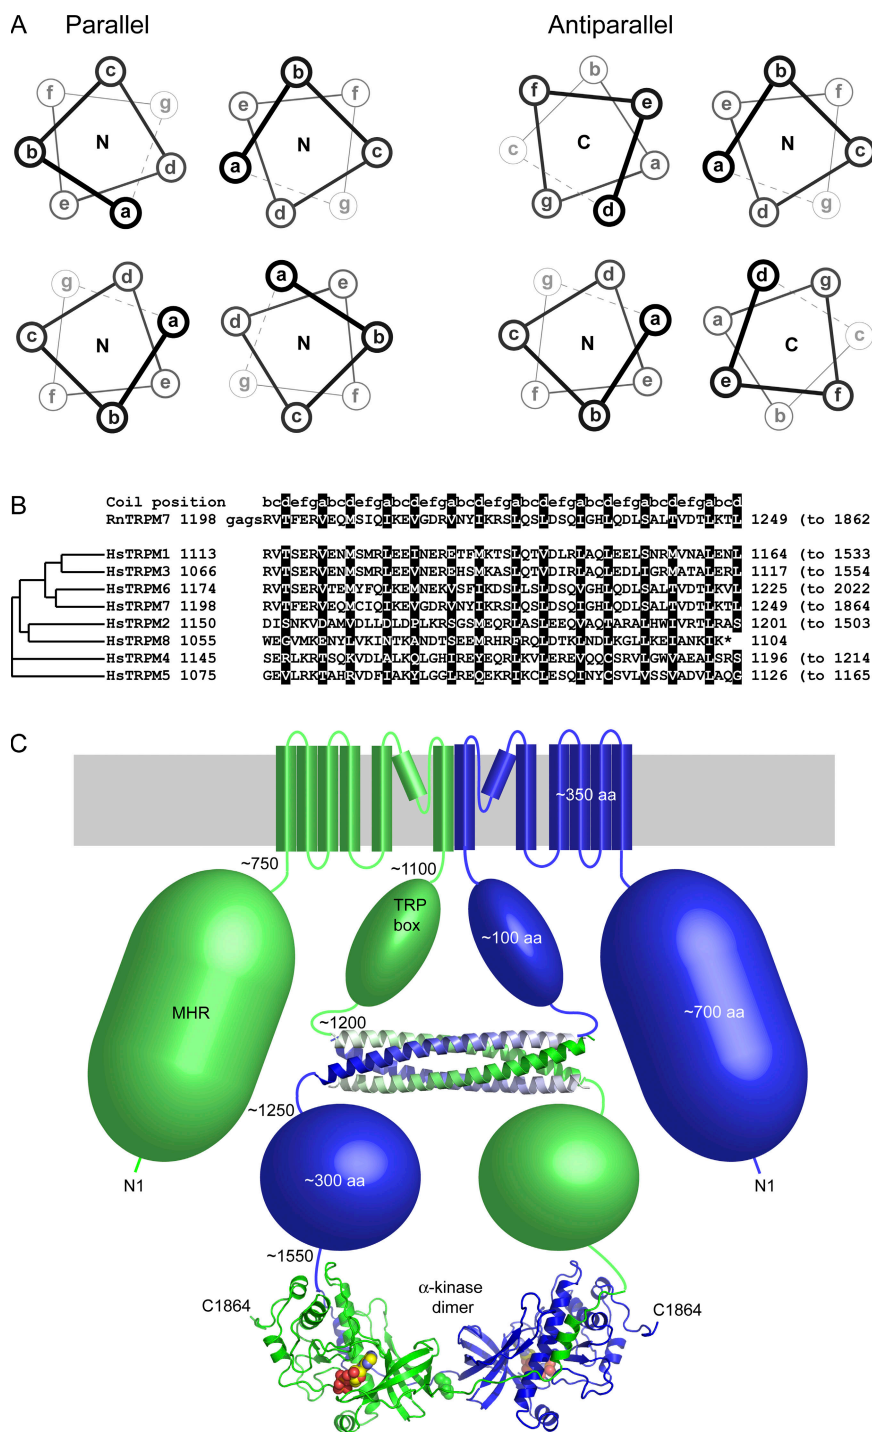 A Parallel Antiparallel
c b b b
f g e f f e e f
b N d a N c c C a a N c
e a d g g d d g
g d a e g d d g
c N a d N b c N a a C c
f b e g c f f b e e b f
B
Coil position bcdefgabcdefgabcdefgabcdefgabcdefgabcdefgabcdefgabcd
RnTRPM7 1198 gagsRVTFERVEQMSIQIKEVGDRVNYIKRSLQSLDSQIGHLQDLSALTVDTLKTL 1249 (to 1862
HsTRPM1 1113 RVTSERVENMSMRLEEINERETFMKTSLQTVDLRLAQLEELSNRMVNALENL 1164 (to 1533
HsTRPM3 1066 RVTSERVENMSMRLEEVNEREHSMKASLQTVDIRLAQLEDLIGRMATALERL 1117 (to 1554
HsTRPM6 1174 RVTSERVTEMYFQLKEMNEKVSFIKDSLLSLDSQVGHLQDLSALTVDTLKVL 1225 (to 2022
HsTRPM7 1198 RVTFERVEQMCIQIKEVGDRVNYIKRSLQSLDSQIGHLQDLSALTVDTLKTL 1249 (to 1864
HsTRPM2 1150 DISNKVDAMVDLLDLDPLKRSGSMEQRLASLEEQVAQTARALHWIVRTLRAS 1201 (to 1503
HsTRPM8 1055 WEGVMKENYLVKINTKANDTSEEMRHRFRQLDTKLNDLKGLLKEIANKIK* 1104
HsTRPM4 1145 SERLKRTSQKVDLALKQLGHIREYEQRLKVLEREVQQCSRVLGWVAEALSRS 1196 (to 1214
HsTRPM5 1075 GEVLRKTAHRVDFIAKYLGGLREQEKRIKCLESQINYCSVLVSSVADVLAQG 1126 (to 1165
C
~350 aa
~750
~1100
TRP
box
~100 aa
MHR
~700 aa
~1200
~1250
N1
~300 aa
N1
~1550
α-kinase
dimer
C1864
C1864